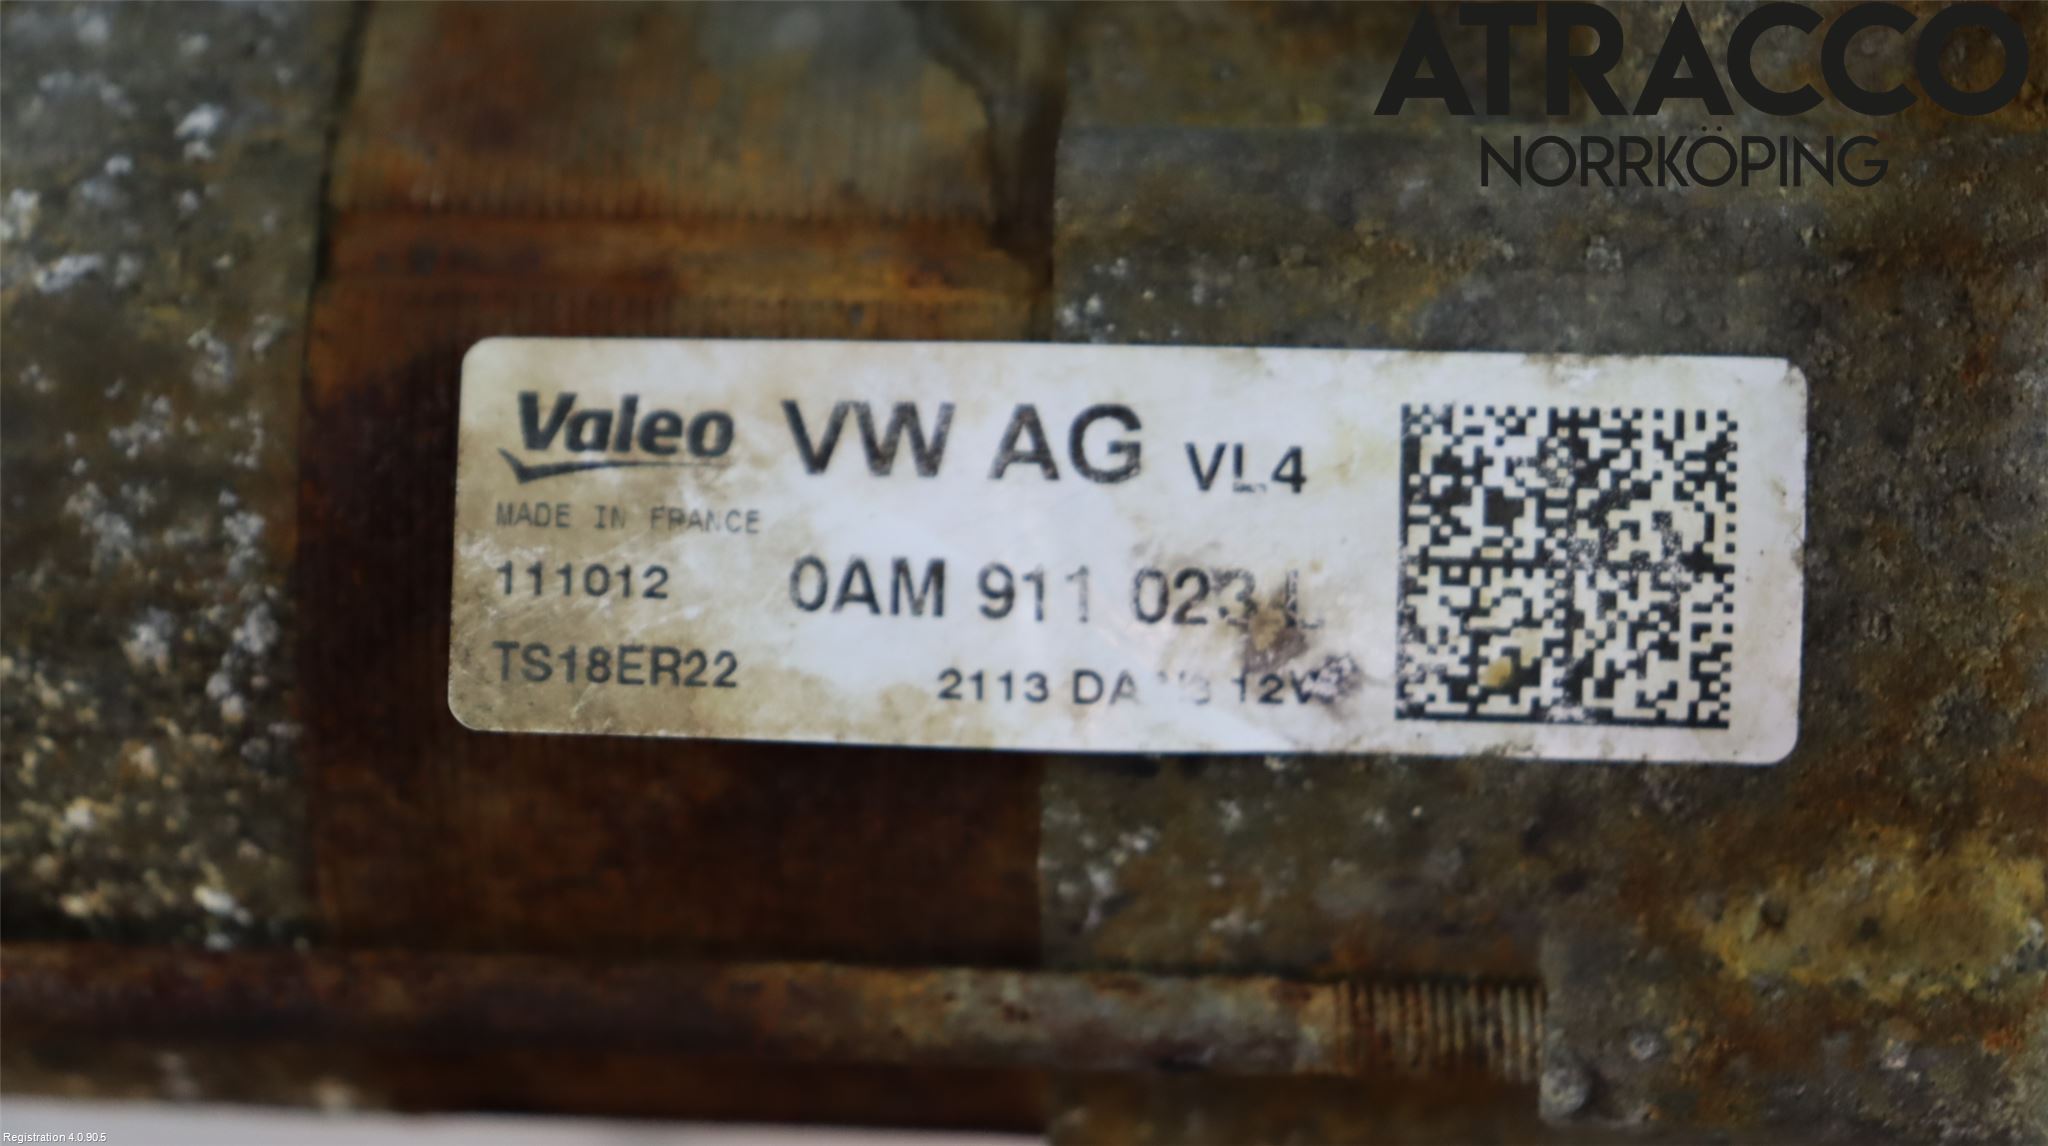 ATRACCO
NORRKÖPING
Valeo VW AG VL4
MADE IN FRANCE
111012 0AM 911 023 L
TS18ER22 2113 12V
Registration 4.0.90.5